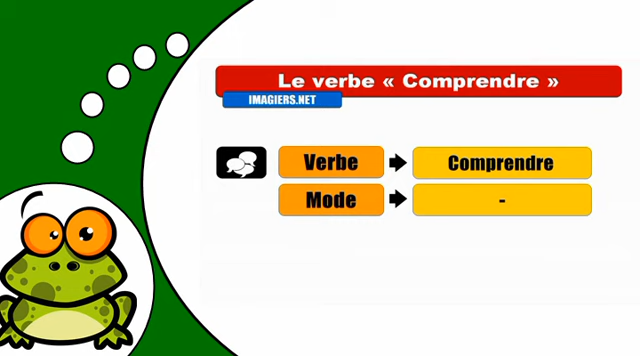 Le verbe « Comprendre »
IMAGIERS.NET
Verbe Comprendre
Mode -